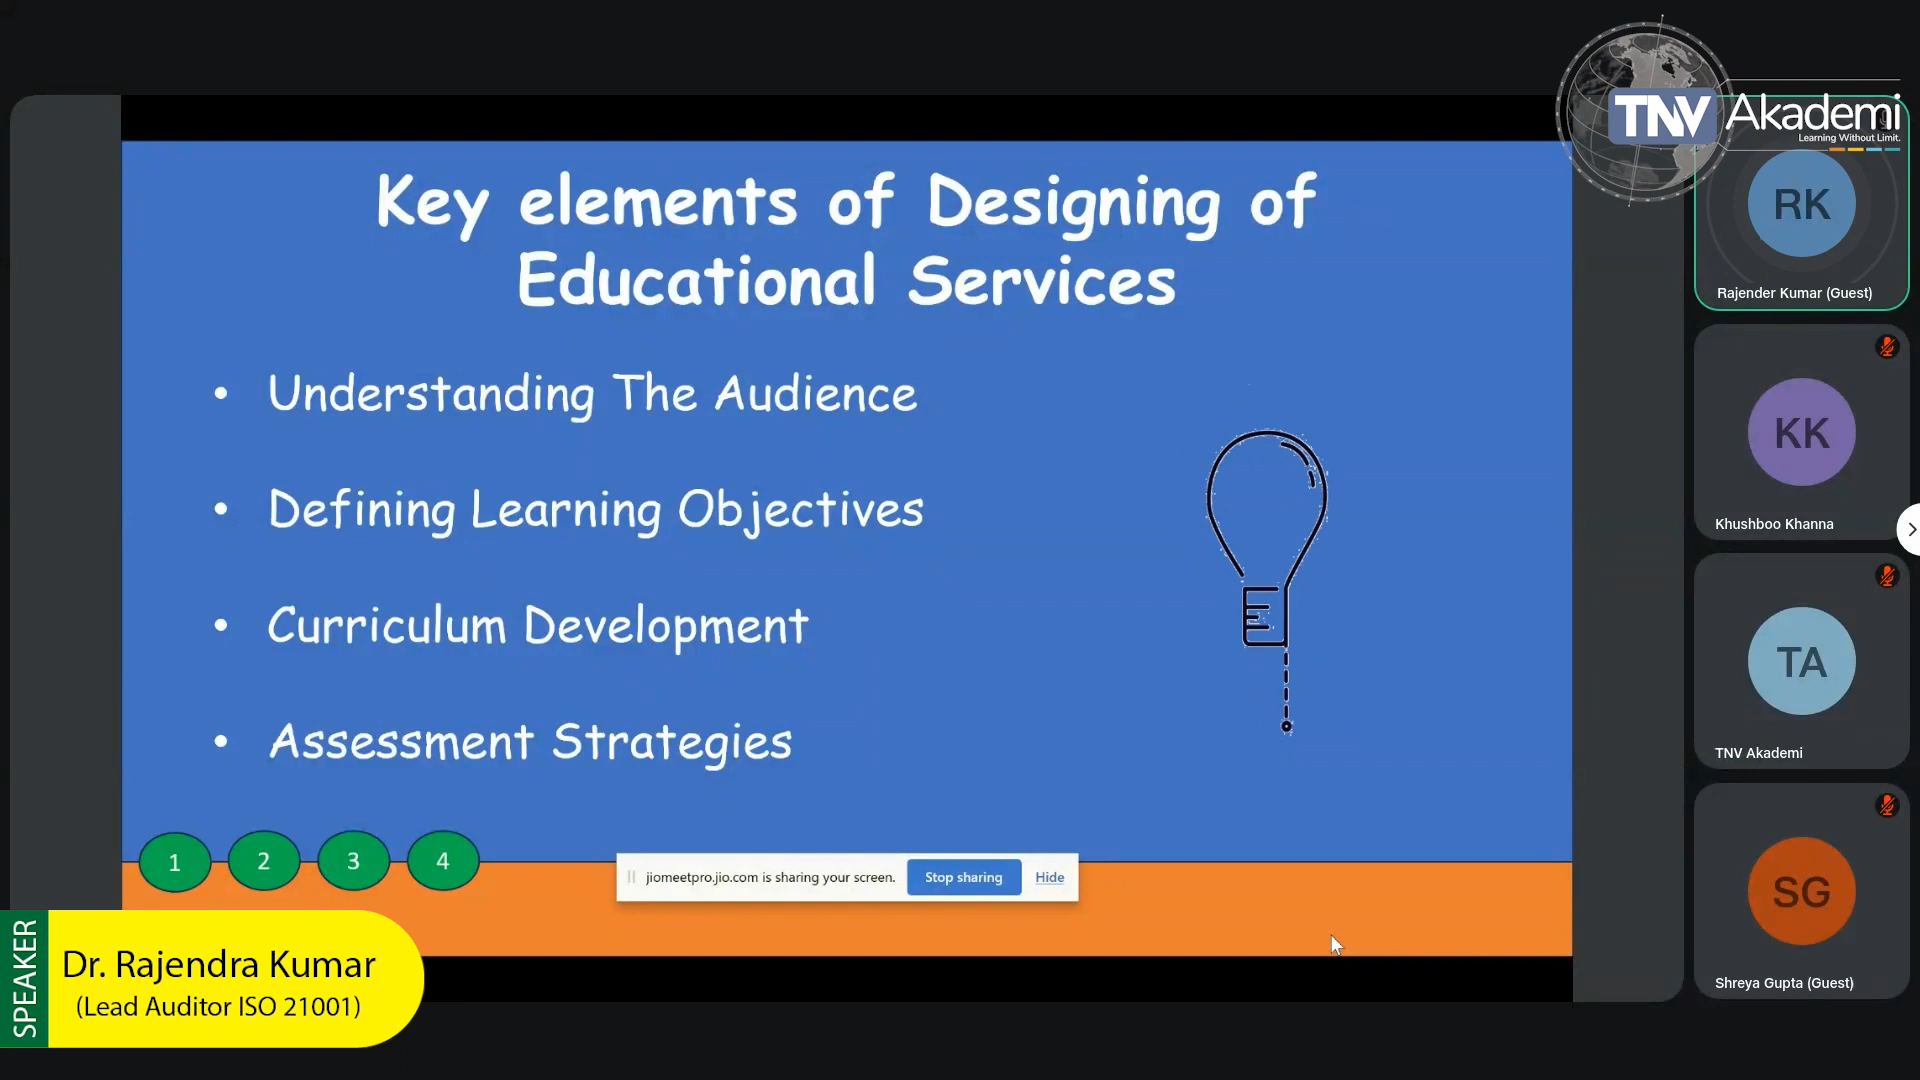 TNV Akademi
Learning Without Limit.
Key elements of Designing of
Educational Services
• Understanding The Audience
• Defining Learning Objectives
• Curriculum Development
• Assessment Strategies
1 2 3 4
jiomeetpro.jio.com is sharing your screen. Stop sharing Hide
SPEAKER
Dr. Rajendra Kumar
(Lead Auditor ISO 21001)
RK
Rajender Kumar (Guest)
KK
Khushboo Khanna
TA
TNV Akademi
SG
Shreya Gupta (Guest)